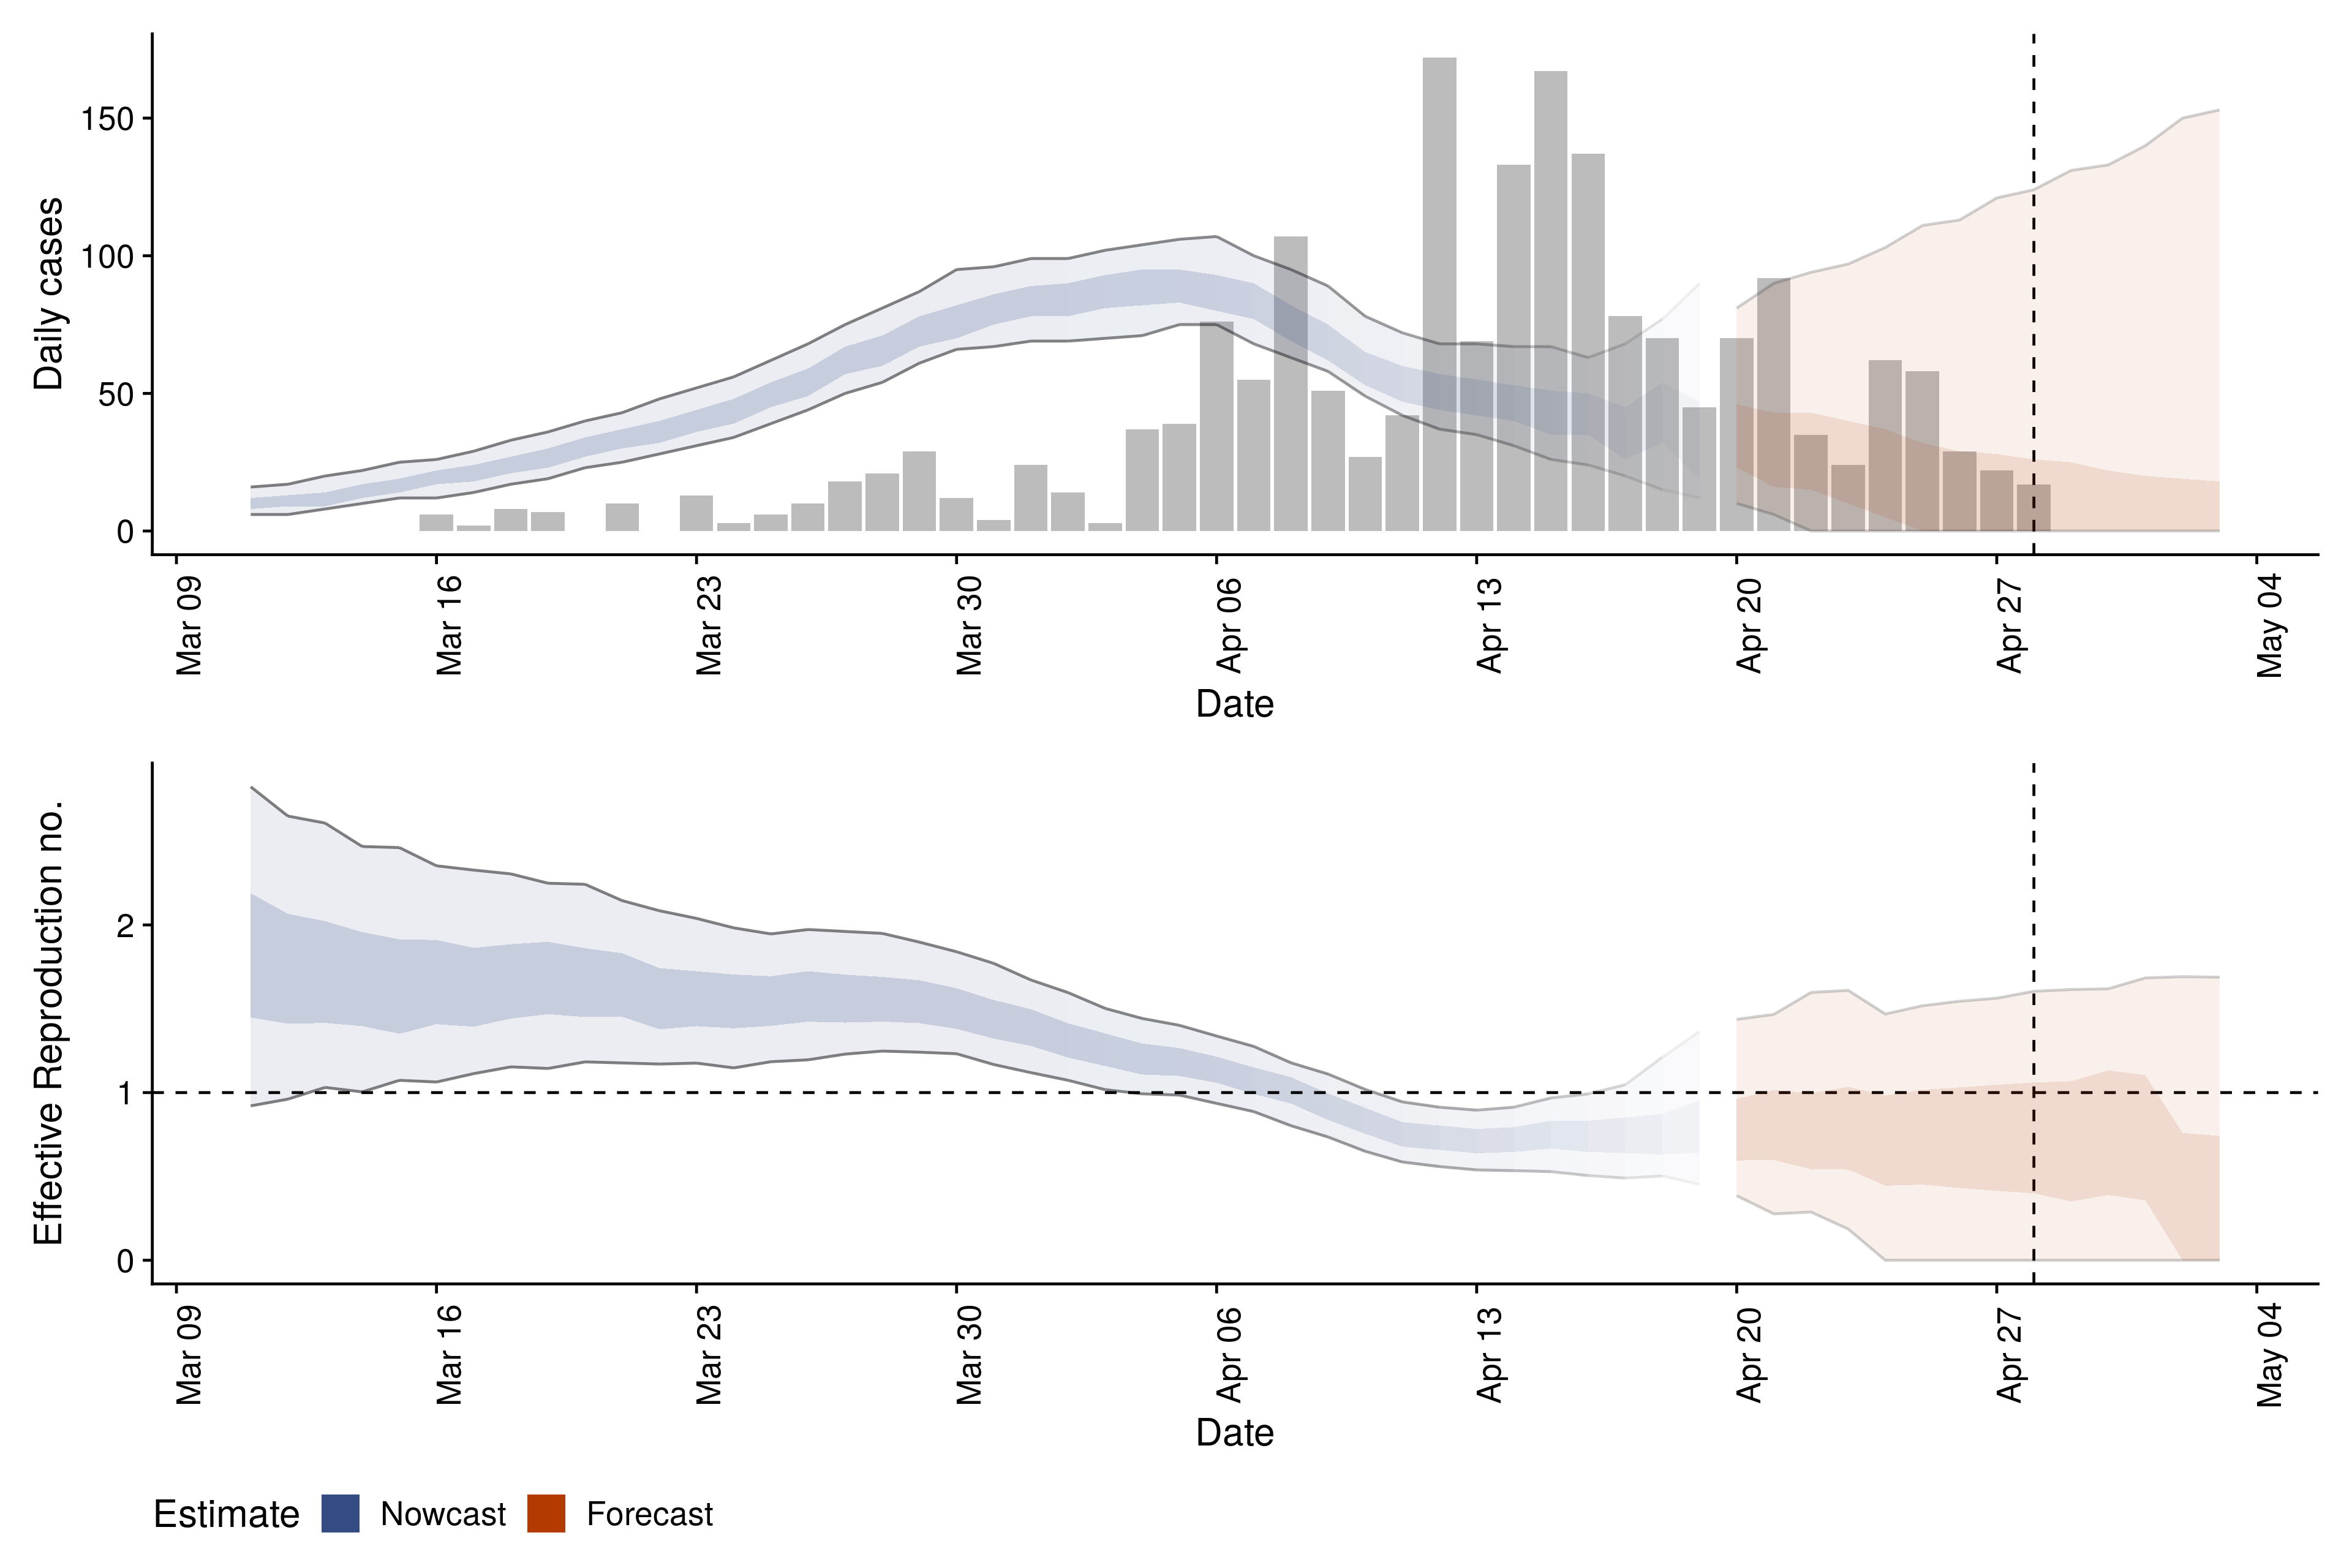 Daily cases
150
100
50
0
Mar 09
Mar 16
Mar 23
Mar 30
Apr 06
Apr 13
Apr 20
Apr 27
May 04
Date
Effective Reproduction no.
2
1
0
Mar 09
Mar 16
Mar 23
Mar 30
Apr 06
Apr 13
Apr 20
Apr 27
May 04
Date
Estimate Nowcast Forecast